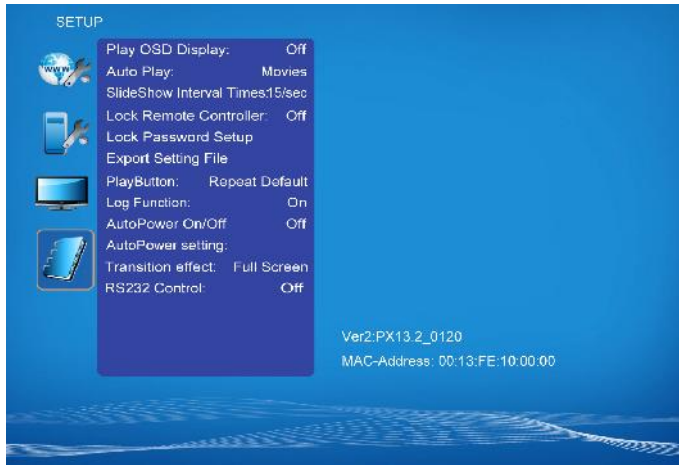 SETUP
www
Play OSD Display: Off
Auto Play: Movies
SlideShow Interval Times:15/sec
Lock Remote Controller: Off
Lock Password Setup
Export Setting File
PlayButton: Repeat Default
Log Function: On
AutoPower On/Off Off
AutoPower setting:
Transition effect: Full Screen
RS232 Control: Off
Ver2:PX13.2_0120
MAC-Address: 00:13:FE:10:00:00